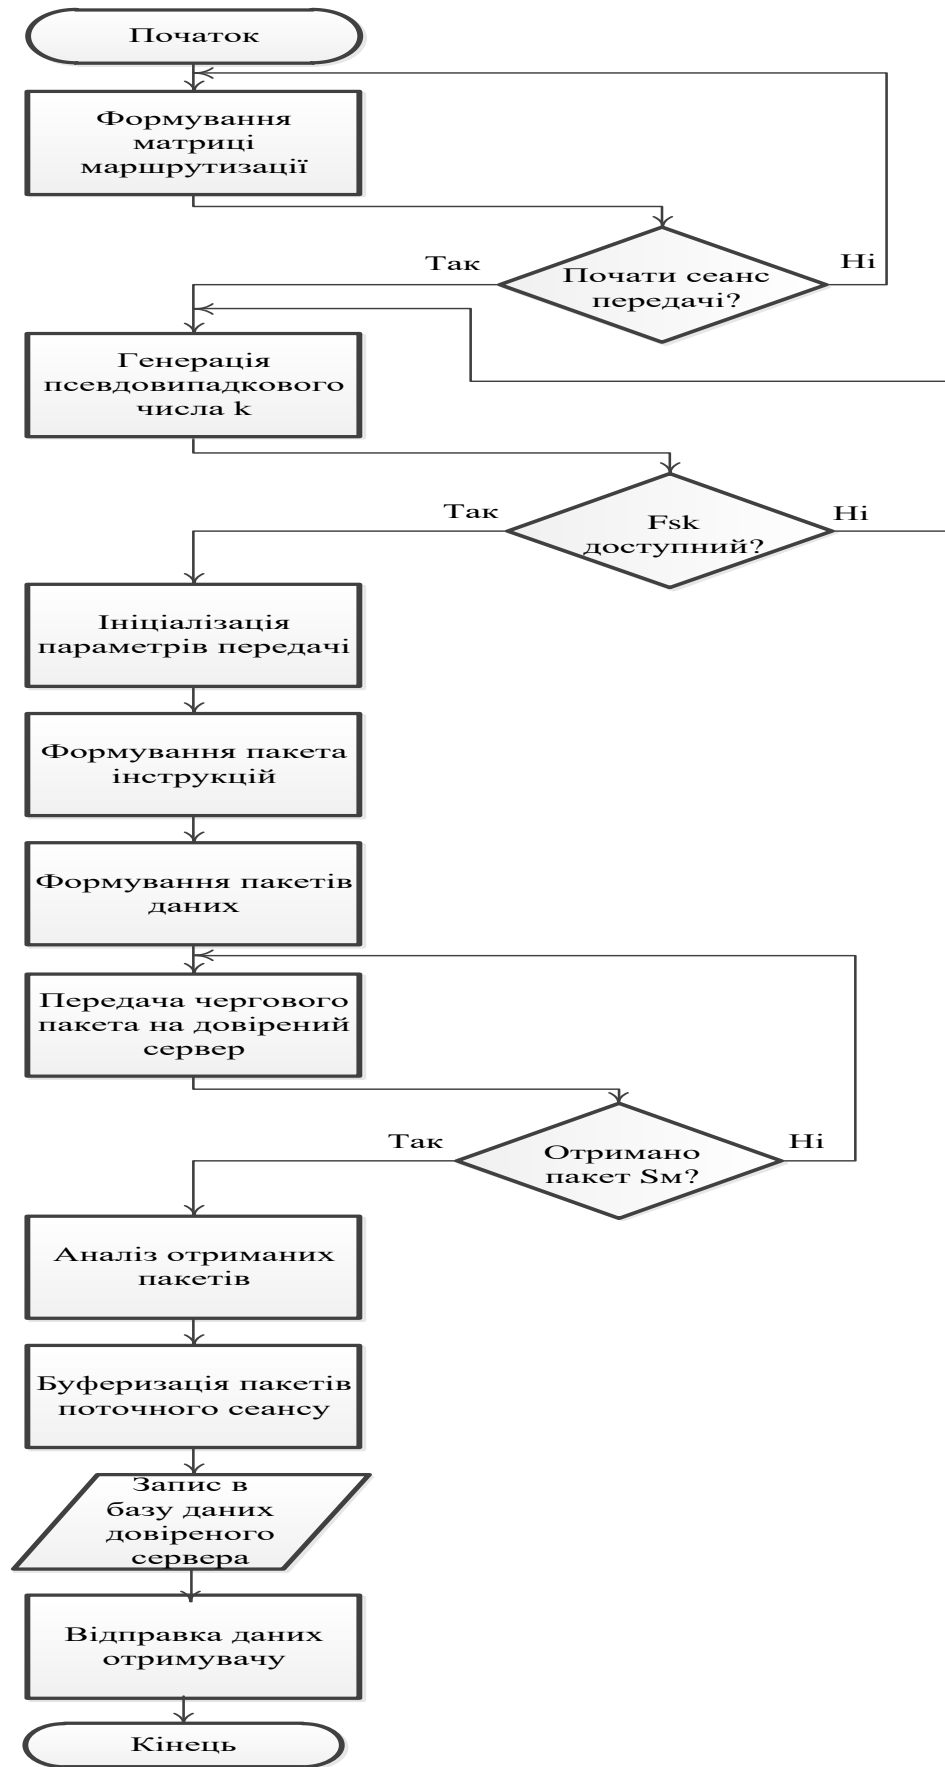 Початок
Формування
матриці
маршрутизації
Так
Почати сеанс
передачі?
Ні
Генерація
псевдовипадкового
числа k
Так
Fsk
доступний?
Ні
Ініціалізація
параметрів передачі
Формування пакета
інструкцій
Формування пакетів
даних
Передача чергового
пакета на довірений
сервер
Так
Отримано
пакет Sм?
Ні
Аналіз отриманих
пакетів
Буферизація пакетів
поточного сеансу
Запис в
базу даних
довіреного
сервера
Відправка даних
отримувачу
Кінець